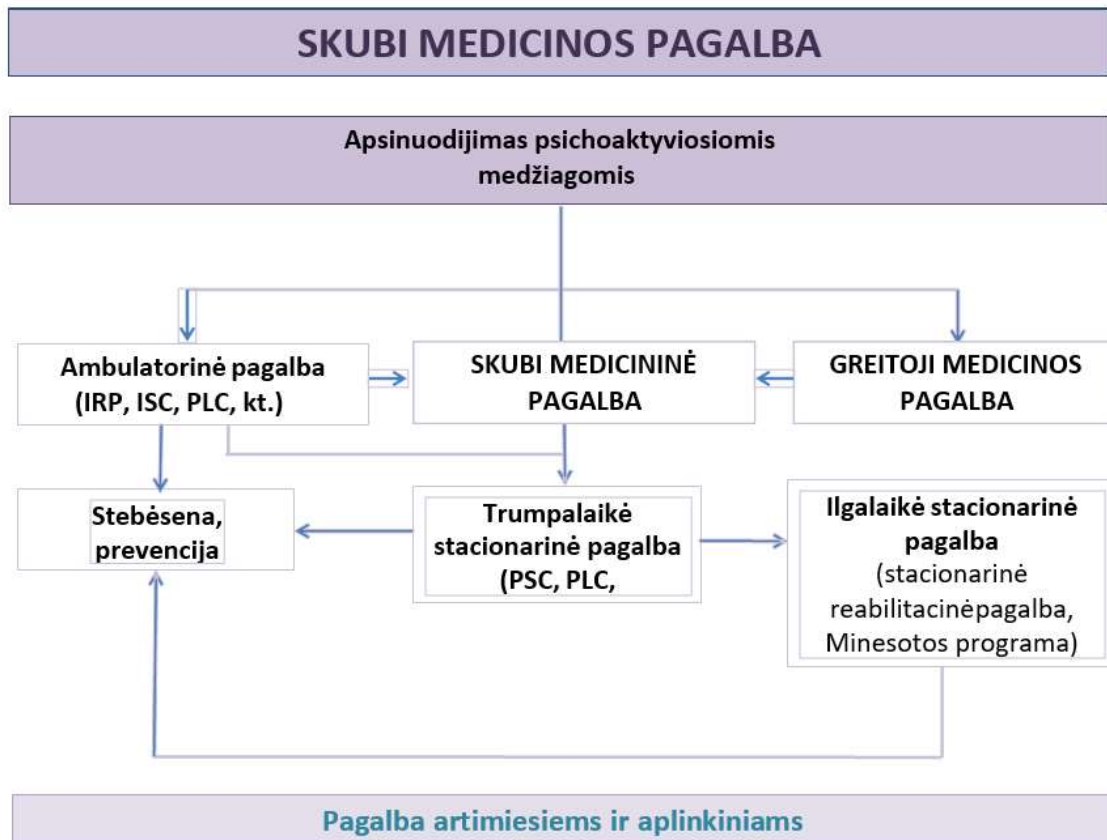 SKUBI MEDICINOS PAGALBA
Apsinuodijimas psichoaktyviosiomis
medžiagomis
Ambulatorinė pagalba
(IRP, ISC, PLC, kt.)
SKUBI MEDICININĖ
PAGALBA
GREITOJI MEDICINOS
PAGALBA
Stebėsena,
prevencija
Trumpalaikė
stacionarinė pagalba
(PSC, PLC,
Ilgalaikė stacionarinė
pagalba
(stacionarinė
reabilitacinėpagalba,
Minesotos programa)
Pagalba artimiesiems ir aplinkiniams